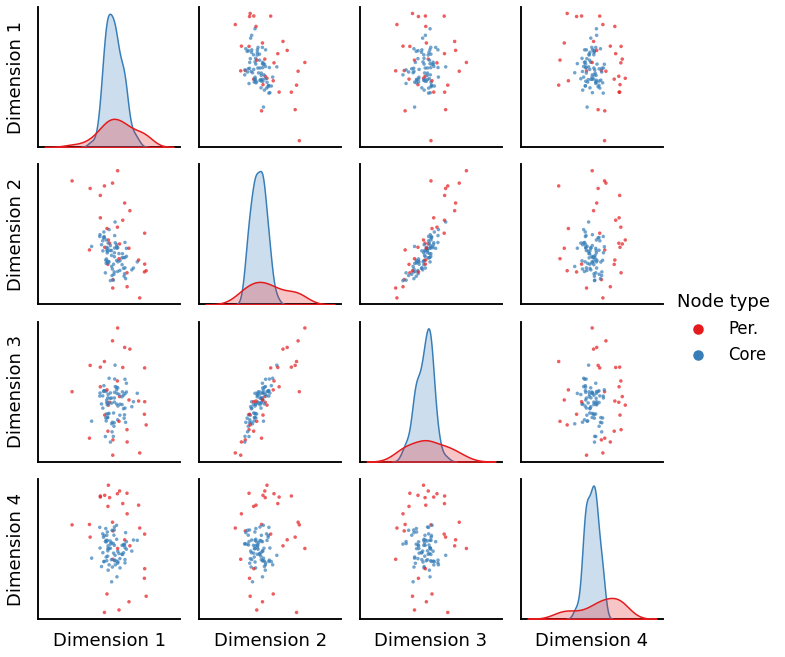 Dimension 1
Dimension 2
Node type
Per.
Core
Dimension 3
Dimension 4
Dimension 1
Dimension 2
Dimension 3
Dimension 4